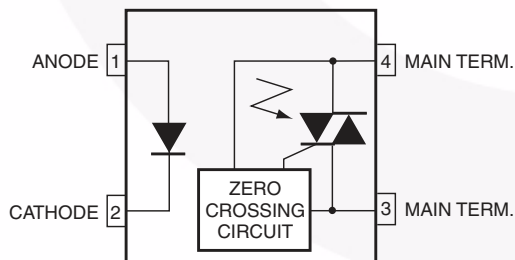 ANODE 1
4 MAIN TERM.
ZERO
CROSSING
CIRCUIT
CATHODE 2
3 MAIN TERM.